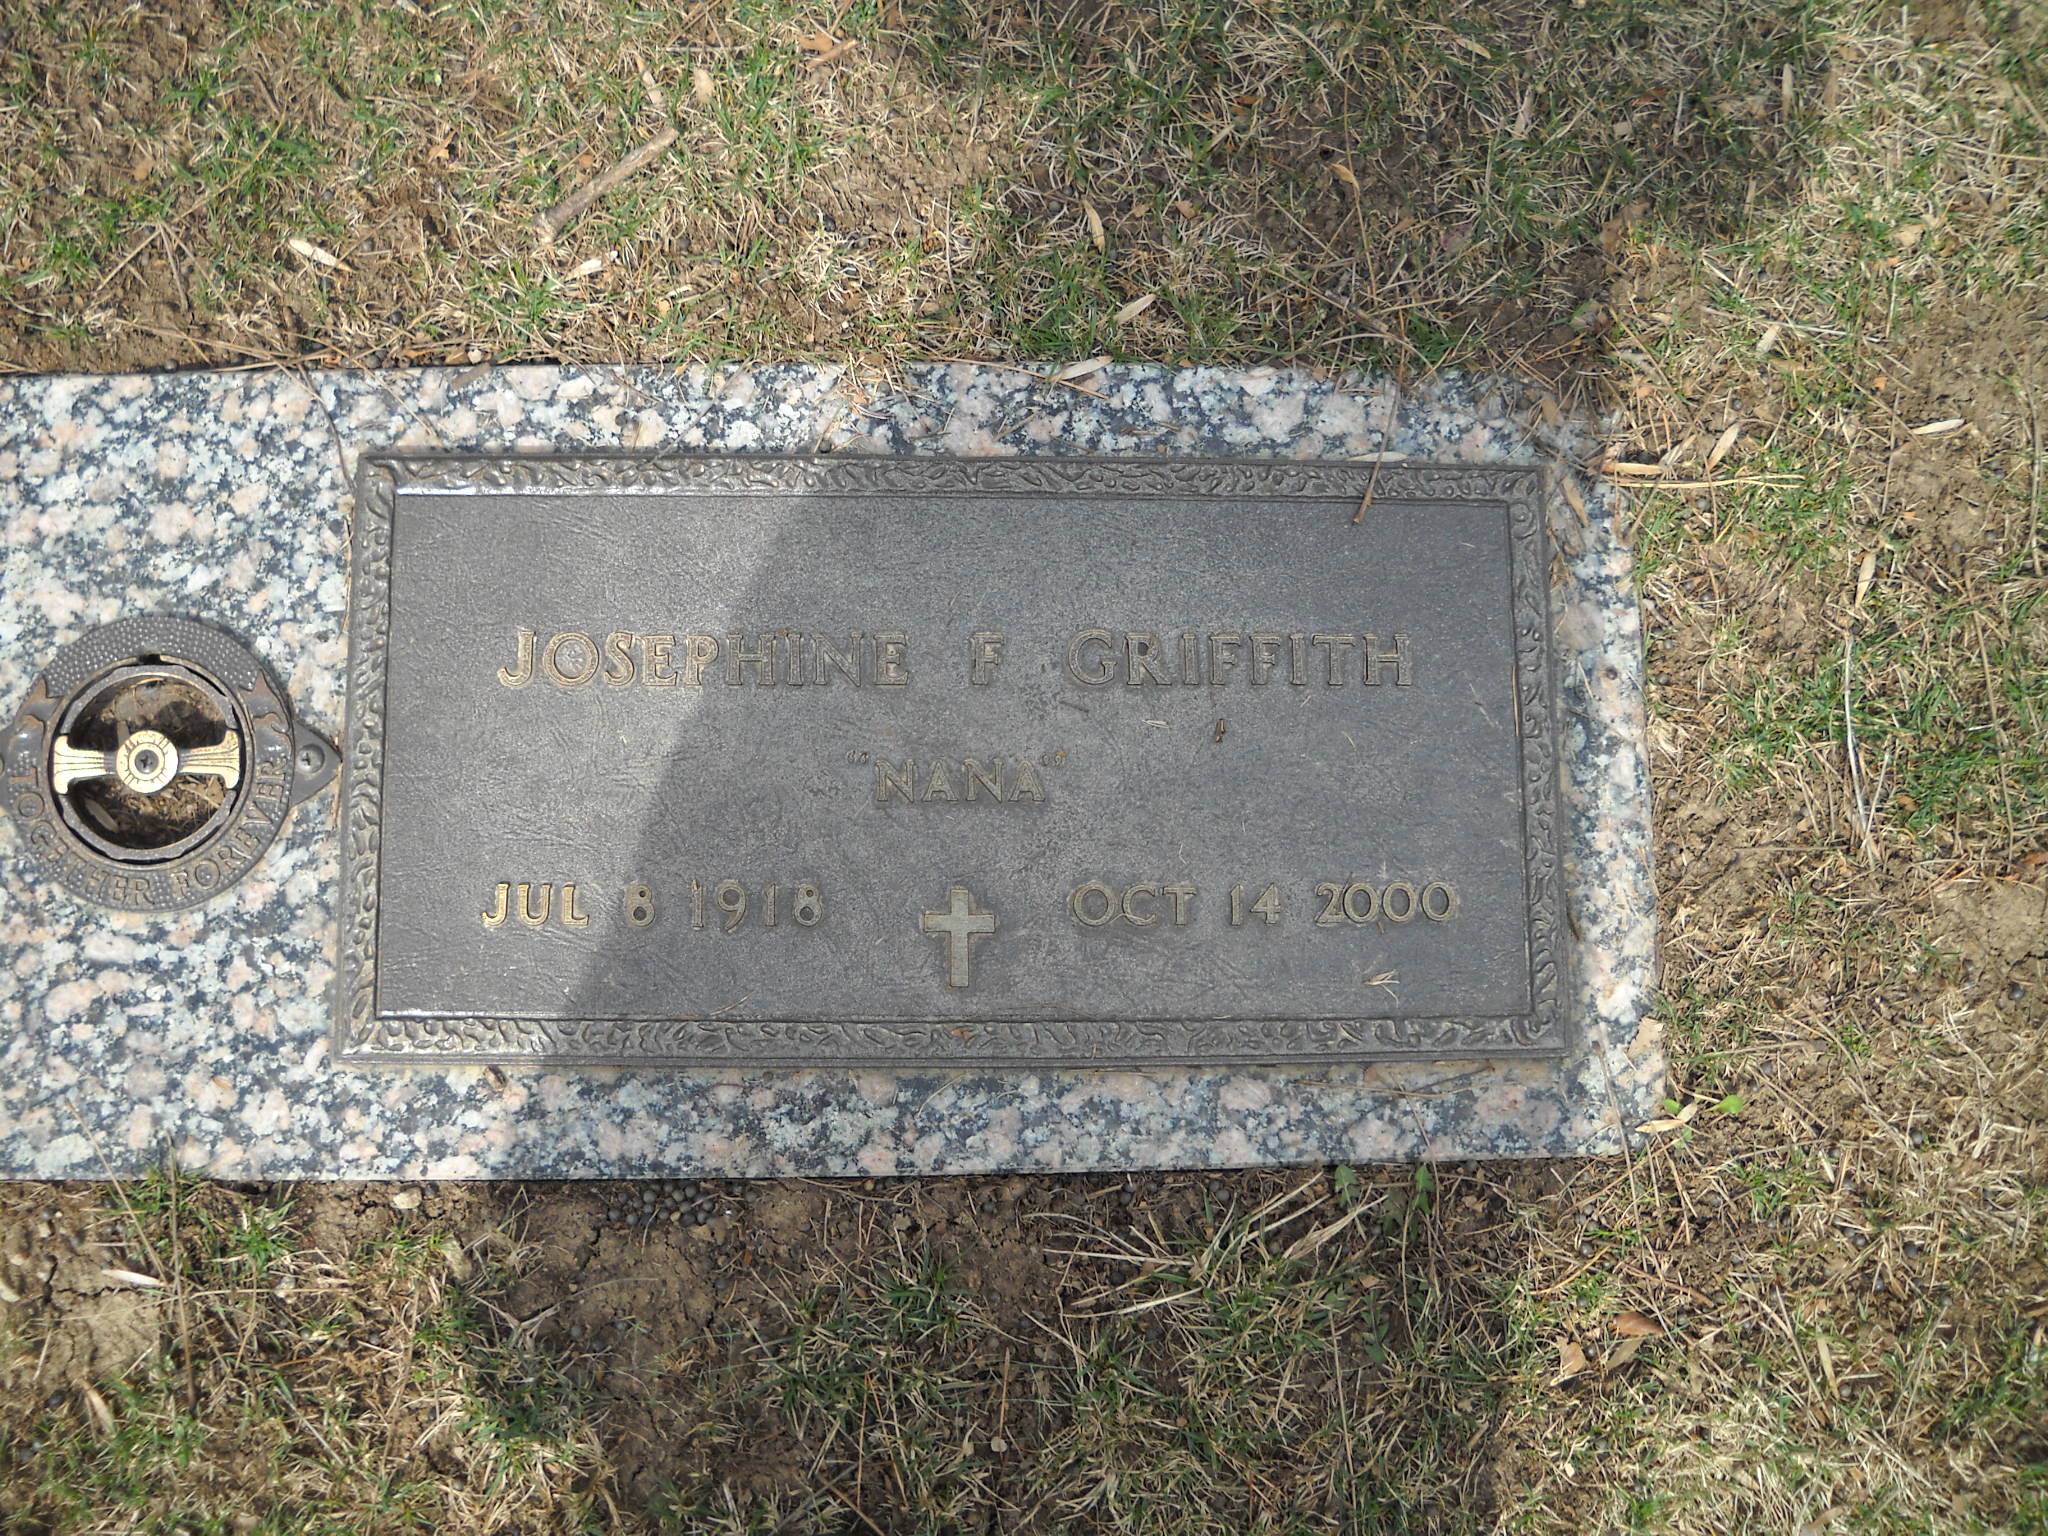 JOSEPHINE F GRIFFITH
"NANA"
JUL 8 1918 OCT 14 2000
TOGETHER FOREVER